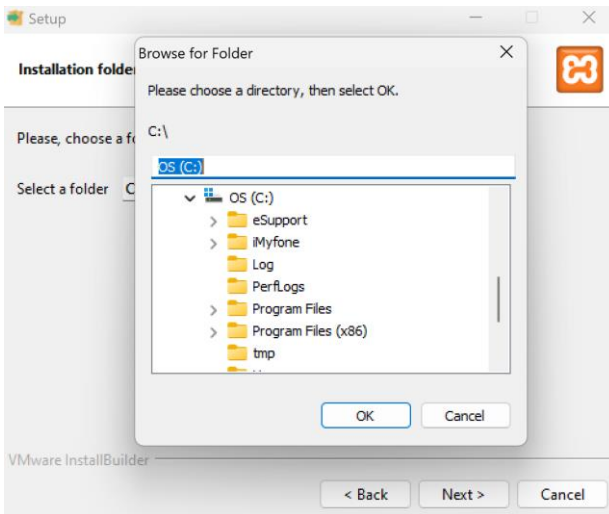 Setup
Browse for Folder
Installation folde
Please choose a directory, then select OK.
C:\
Please, choose a fo
OS (C:)
Select a folder C
OS (C:)
eSupport
iMyfone
Log
PerfLogs
Program Files
Program Files (x86)
tmp
OK Cancel
VMware InstallBuilder
< Back Next > Cancel